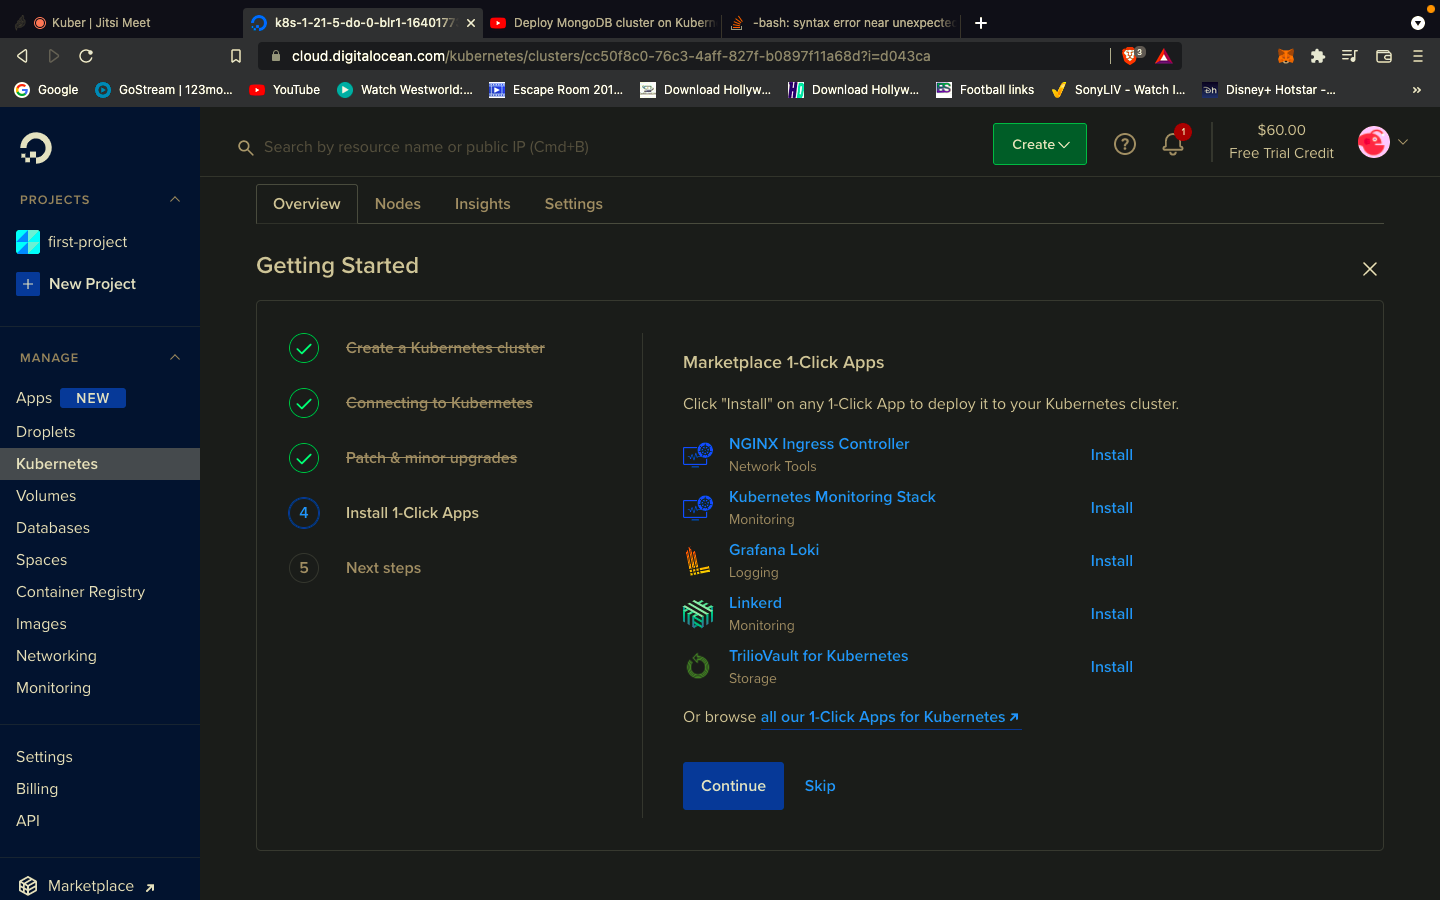 Kuber | Jitsi Meet
k8s-1-21-5-do-0-blr1-164017
Deploy MongoDB cluster on Kubern
-bash: syntax error near unexpected
cloud.digitalocean.com/kubernetes/clusters/cc50f8c0-76c3-4aff-827f-b0897f11a68d?i=d043ca
3
Google
GoStream | 123mo...
YouTube
Watch Westworld:...
Escape Room 201...
Download Hollyw...
Download Hollyw...
Football links
SonyLIV - Watch I...
Disney+ Hotstar -...
»
Search by resource name or public IP (Cmd+B)
Create
?
1
$60.00
Free Trial Credit
PROJECTS
first-project
+ New Project
MANAGE
Apps NEW
Droplets
Kubernetes
Volumes
Databases
Spaces
Container Registry
Images
Networking
Monitoring
Settings
Billing
API
Marketplace
Overview
Nodes
Insights
Settings
Getting Started
Create a Kubernetes cluster
Connecting to Kubernetes
Patch & minor upgrades
4 Install 1-Click Apps
5 Next steps
Marketplace 1-Click Apps
Click "Install" on any 1-Click App to deploy it to your Kubernetes cluster.
NGINX Ingress Controller
Network Tools
Install
Kubernetes Monitoring Stack
Monitoring
Install
Grafana Loki
Logging
Install
Linkerd
Monitoring
Install
TrilioVault for Kubernetes
Storage
Install
Or browse all our 1-Click Apps for Kubernetes
Continue
Skip